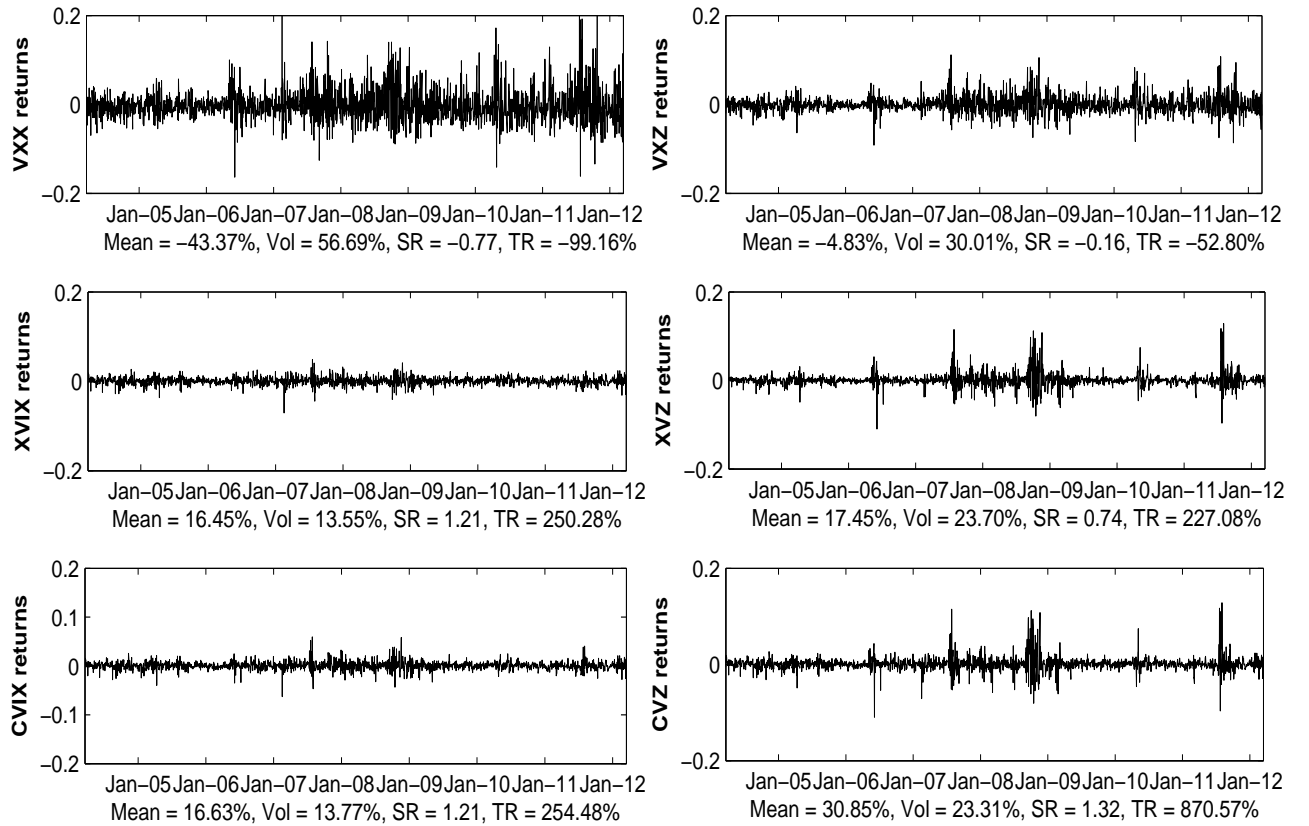 0.2
VXX returns
0
−0.2
Jan−05 Jan−06 Jan−07 Jan−08 Jan−09 Jan−10 Jan−11 Jan−12
Mean = −43.37%, Vol = 56.69%, SR = −0.77, TR = −99.16%
0.2
VXZ returns
0
−0.2
Jan−05 Jan−06 Jan−07 Jan−08 Jan−09 Jan−10 Jan−11 Jan−12
Mean = −4.83%, Vol = 30.01%, SR = −0.16, TR = −52.80%
0.2
XVIX returns
0
−0.2
Jan−05 Jan−06 Jan−07 Jan−08 Jan−09 Jan−10 Jan−11 Jan−12
Mean = 16.45%, Vol = 13.55%, SR = 1.21, TR = 250.28%
0.2
XVZ returns
0
−0.2
Jan−05 Jan−06 Jan−07 Jan−08 Jan−09 Jan−10 Jan−11 Jan−12
Mean = 17.45%, Vol = 23.70%, SR = 0.74, TR = 227.08%
0.2
0.1
CVIX returns
0
−0.1
−0.2
Jan−05 Jan−06 Jan−07 Jan−08 Jan−09 Jan−10 Jan−11 Jan−12
Mean = 16.63%, Vol = 13.77%, SR = 1.21, TR = 254.48%
0.2
CVZ returns
0
−0.2
Jan−05 Jan−06 Jan−07 Jan−08 Jan−09 Jan−10 Jan−11 Jan−12
Mean = 30.85%, Vol = 23.31%, SR = 1.32, TR = 870.57%